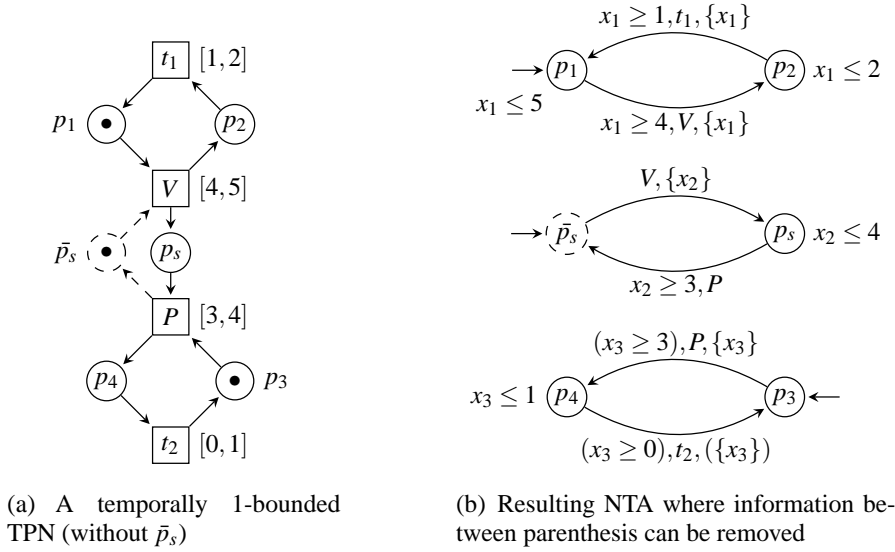 t₁ [1,2]
p₁ p₂
V [4,5]
p̄ₛ pₛ
P [3,4]
p₄ p₃
t₂ [0,1]
(a) A temporally 1-bounded
TPN (without p̄ₛ)
x₁ ≥ 1, t₁, {x₁}
p₁ p₂ x₁ ≤ 2
x₁ ≤ 5
x₁ ≥ 4, V, {x₁}
V, {x₂}
p̄ₛ pₛ x₂ ≤ 4
x₂ ≥ 3, P
(x₃ ≥ 3), P, {x₃}
x₃ ≤ 1 p₄ p₃
(x₃ ≥ 0), t₂, ({x₃})
(b) Resulting NTA where information be-
tween parenthesis can be removed